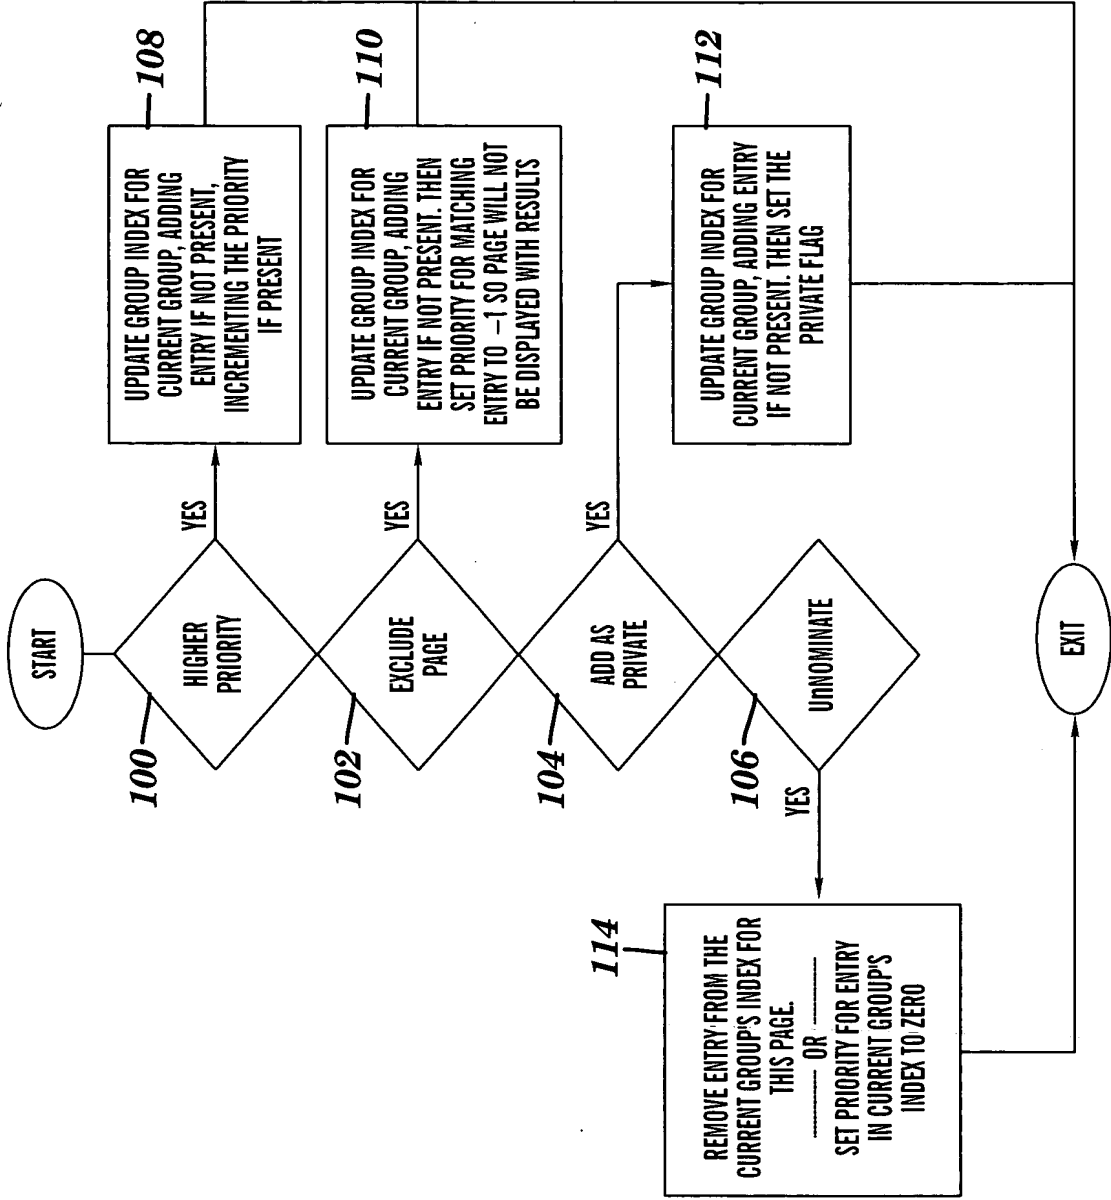 START
100
HIGHER
PRIORITY
YES
108
UPDATE GROUP INDEX FOR
CURRENT GROUP, ADDING
ENTRY IF NOT PRESENT,
INCREMENTING THE PRIORITY
IF PRESENT
102
EXCLUDE
PAGE
YES
110
UPDATE GROUP INDEX FOR
CURRENT GROUP, ADDING
ENTRY IF NOT PRESENT. THEN
SET PRIORITY FOR MATCHING
ENTRY TO -1 SO PAGE WILL NOT
BE DISPLAYED WITH RESULTS
104
ADD AS
PRIVATE
YES
112
UPDATE GROUP INDEX FOR
CURRENT GROUP, ADDING ENTRY
IF NOT PRESENT. THEN SET THE
PRIVATE FLAG
106
UnNOMINATE
YES
114
REMOVE ENTRY FROM THE
CURRENT GROUP'S INDEX FOR
THIS PAGE.
OR
SET PRIORITY FOR ENTRY
IN CURRENT GROUP'S
INDEX TO ZERO
EXIT